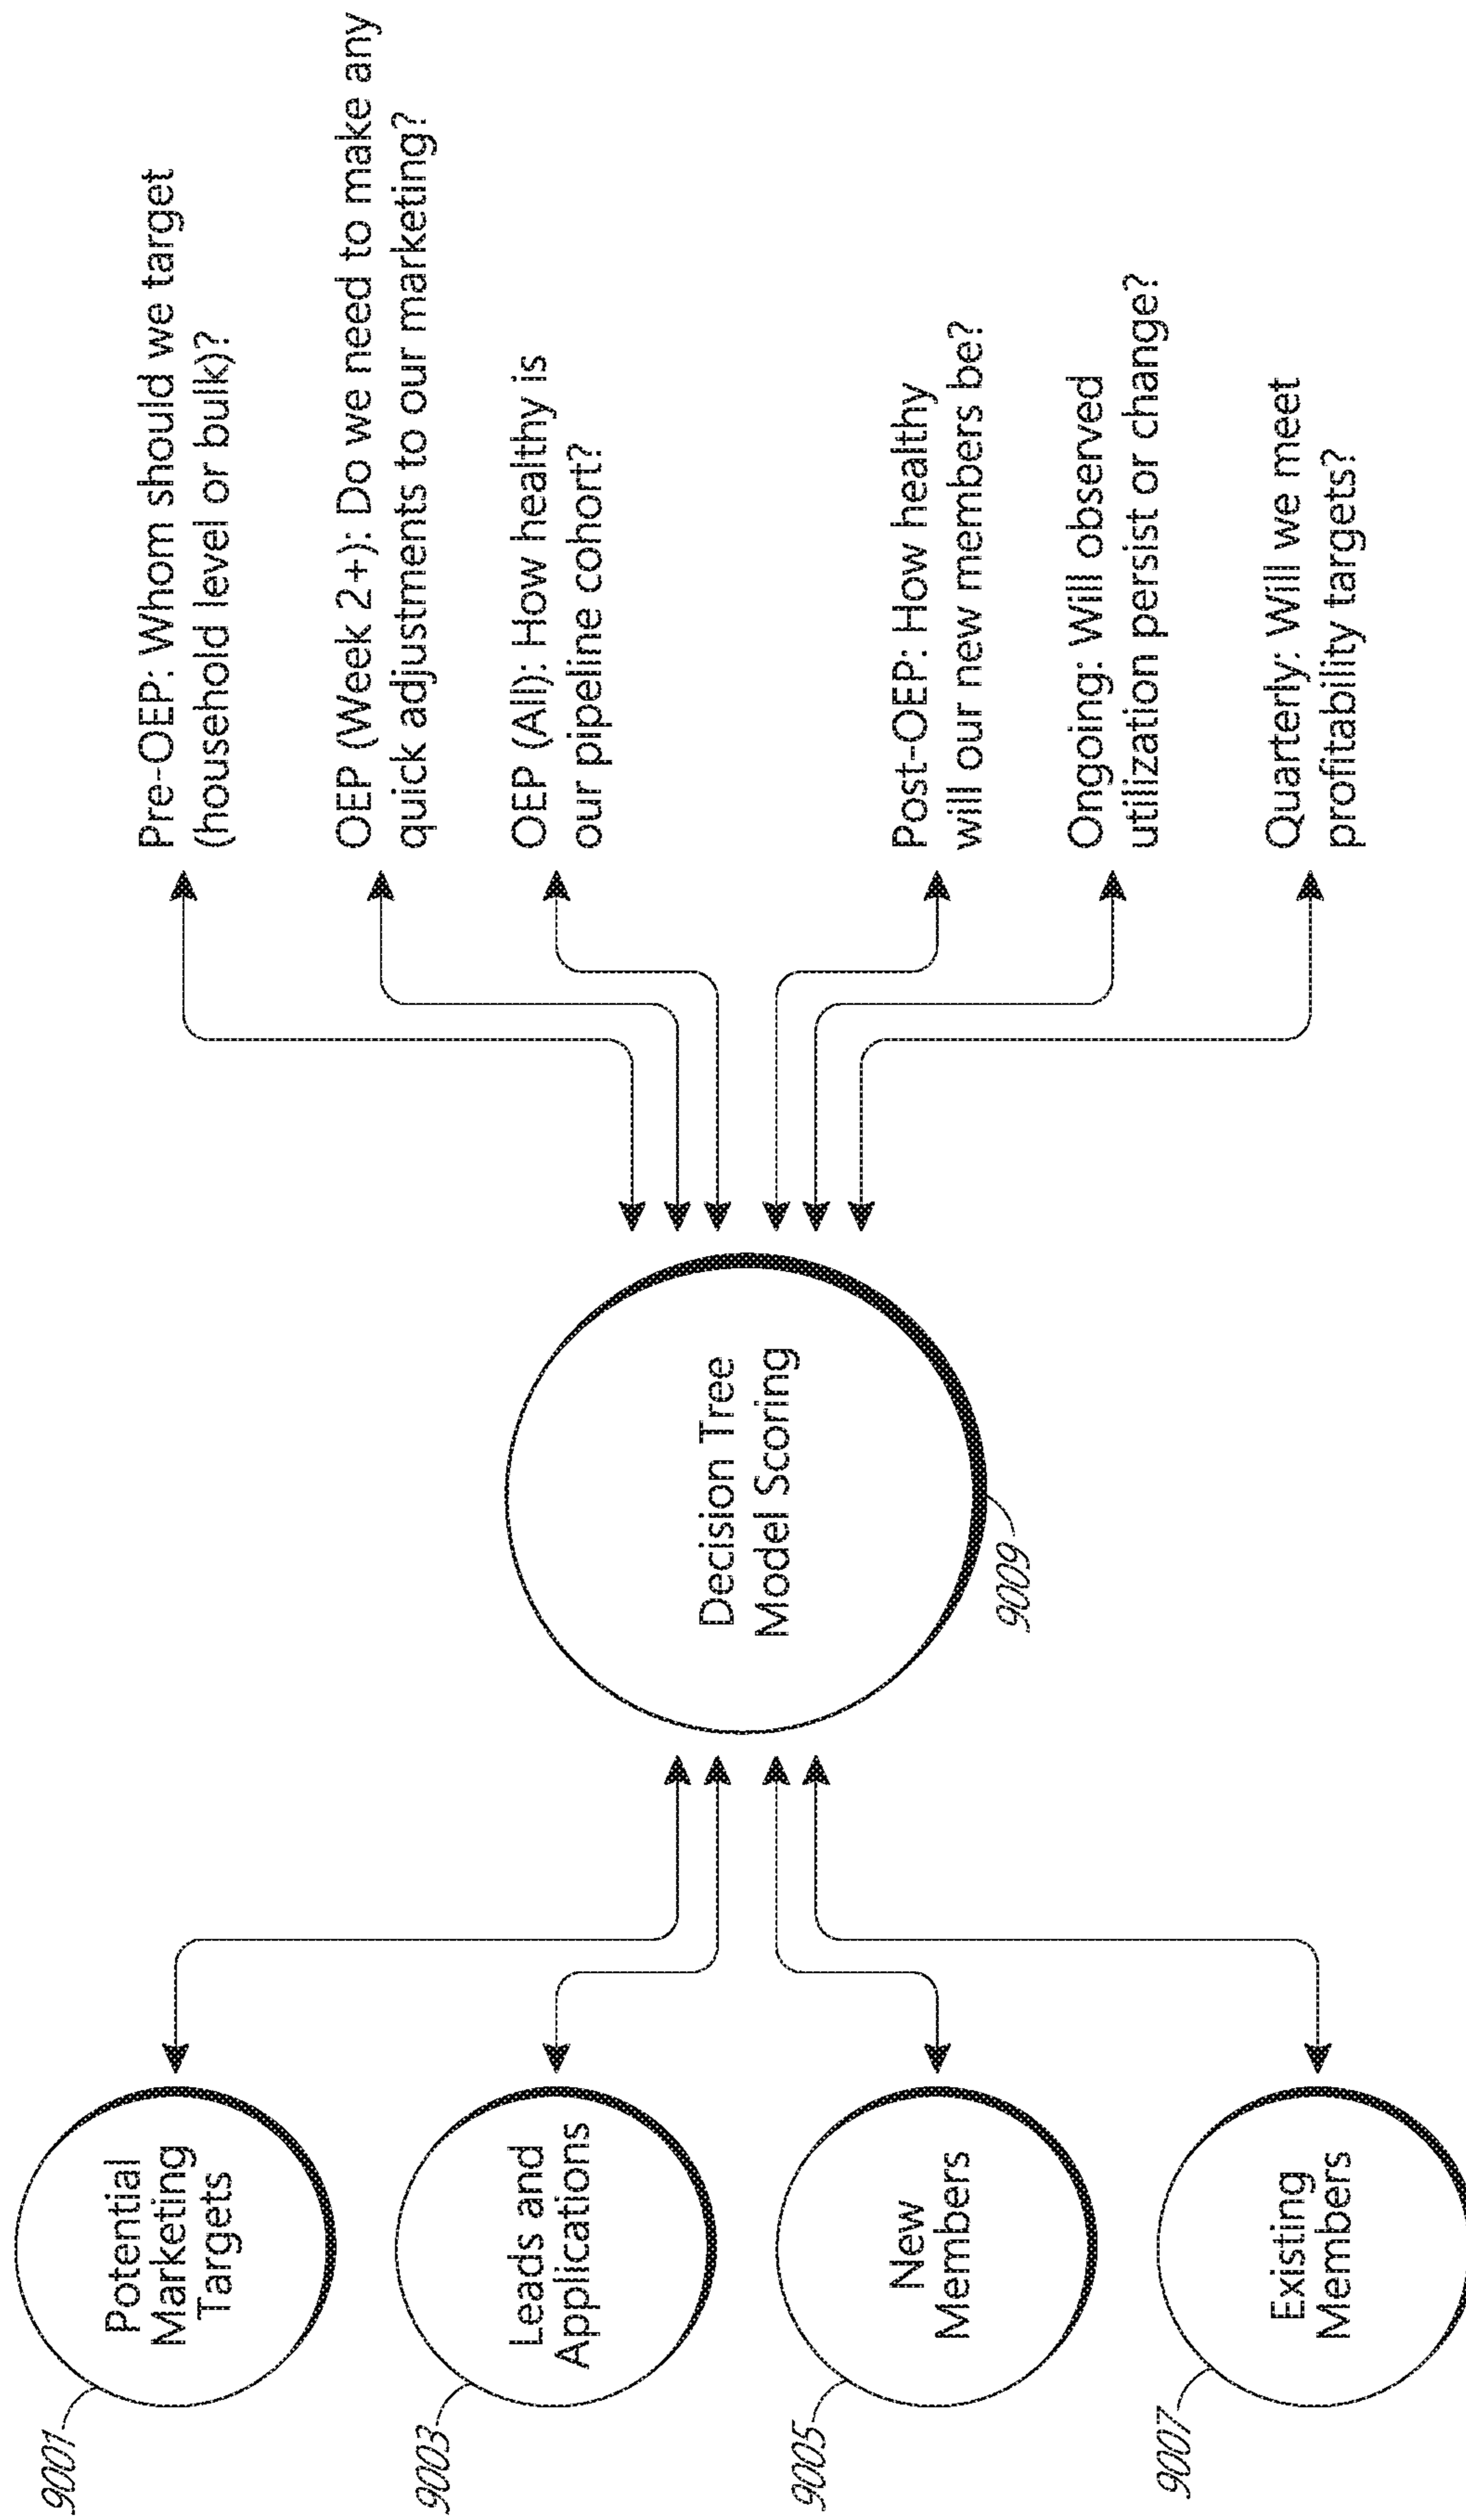 9001
Potential
Marketing
Targets
9003
Leads and
Applications
9005
New
Members
9007
Existing
Members
Decision Tree
Model Scoring
9009
Pre-OEP: Whom should we target
(household level or bulk)?
OEP (Week 2+): Do we need to make any
quick adjustments to our marketing?
OEP (All): How healthy is
our pipeline cohort?
Post-OEP: How healthy
will our new members be?
Ongoing: Will observed
utilization persist or change?
Quarterly: Will we meet
profitability targets?